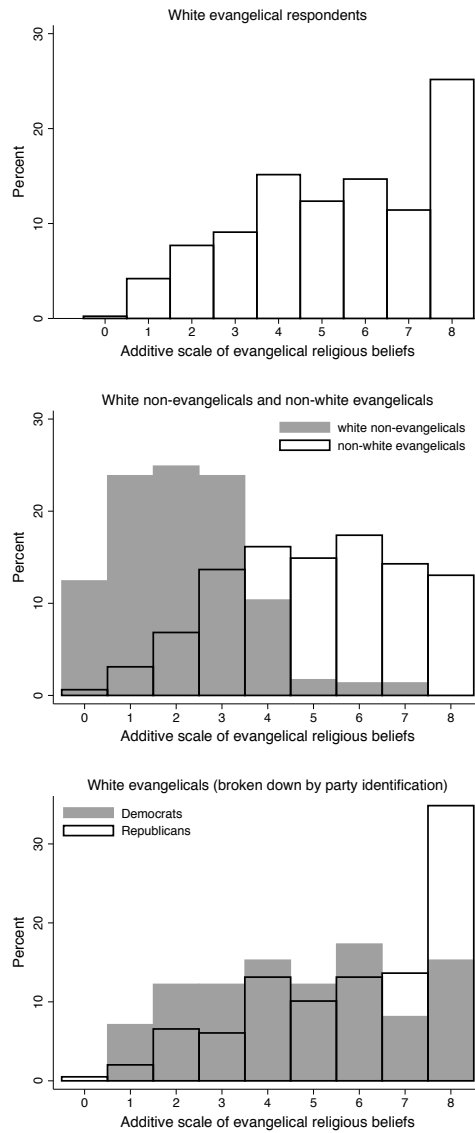 White evangelical respondents
30
20
10
0
Percent
0 1 2 3 4 5 6 7 8
Additive scale of evangelical religious beliefs
White non-evangelicals and non-white evangelicals
white non-evangelicals
non-white evangelicals
30
20
10
0
Percent
0 1 2 3 4 5 6 7 8
Additive scale of evangelical religious beliefs
White evangelicals (broken down by party identification)
Democrats
Republicans
30
20
10
0
Percent
0 1 2 3 4 5 6 7 8
Additive scale of evangelical religious beliefs